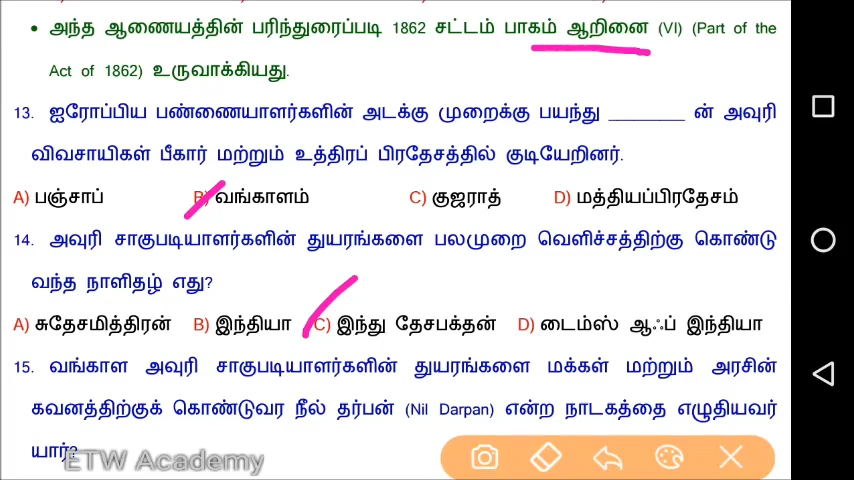 • அந்த ஆணையத்தின் பரிந்துரைப்படி 1862 சட்டம் பாகம் ஆறினை (VI) (Part of the
Act of 1862) உருவாக்கியது.
13. ஐரோப்பிய பண்ணையாளர்களின் அடக்கு முறைக்கு பயந்து ________ ன் அவுரி
விவசாயிகள் பீகார் மற்றும் உத்திரப் பிரதேசத்தில் குடியேறினர்.
A) பஞ்சாப் B) வங்காளம் C) குஜராத் D) மத்தியப்பிரதேசம்
14. அவுரி சாகுபடியாளர்களின் துயரங்களை பலமுறை வெளிச்சத்திற்கு கொண்டு
வந்த நாளிதழ் எது?
A) சுதேசமித்திரன் B) இந்தியா C) இந்து தேசபக்தன் D) டைம்ஸ் ஆஃப் இந்தியா
15. வங்காள அவுரி சாகுபடியாளர்களின் துயரங்களை மக்கள் மற்றும் அரசின்
கவனத்திற்குக் கொண்டுவர நீல் தர்பன் (Nil Darpan) என்ற நாடகத்தை எழுதியவர்
யார்?
ETW Academy